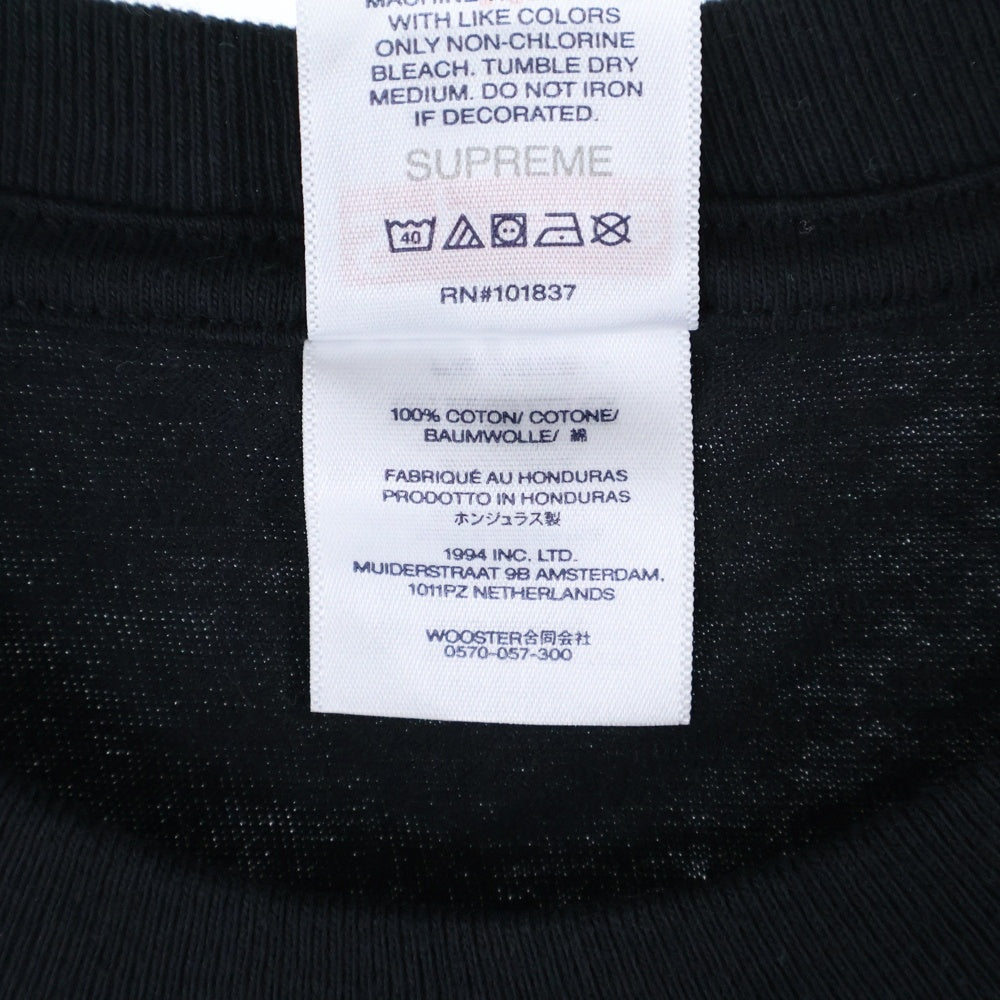 MACHINE
WITH LIKE COLORS
ONLY NON-CHLORINE
BLEACH. TUMBLE DRY
MEDIUM. DO NOT IRON
IF DECORATED.
SUPREME
40
RN#101837
100% COTON/ COTONE/
BAUMWOLLE/ 綿
FABRIQUÉ AU HONDURAS
PRODOTTO IN HONDURAS
ホンジュラス製
1994 INC. LTD.
MUIDERSTRAAT 9B AMSTERDAM,
1011PZ NETHERLANDS
WOOSTER合同会社
0570-057-300